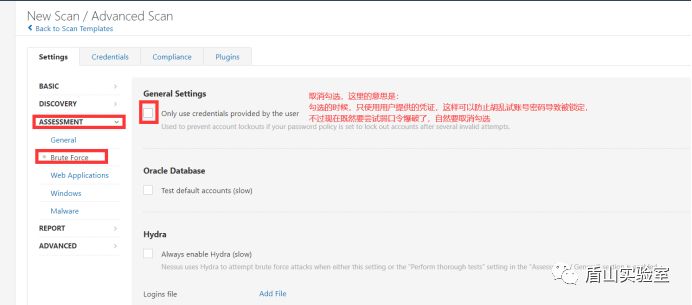 New Scan / Advanced Scan
Back to Scan Templates
Settings
Credentials
Compliance
Plugins
BASIC
DISCOVERY
ASSESSMENT
General
Brute Force
Web Applications
Windows
Malware
REPORT
ADVANCED
General Settings
Only use credentials provided by the user
Used to prevent account lockouts if your password policy is set to lock out accounts after several invalid attempts.
取消勾选，这里的意思是：
勾选的时候，只使用用户提供的凭证，这样可以防止胡乱试账号密码导致被锁定，
不过现在既然要尝试弱口令爆破了，自然要取消勾选
Oracle Database
Test default accounts (slow)
Hydra
Always enable Hydra (slow)
Nessus uses Hydra to attempt brute force attacks when either this setting or the "Perform thorough tests" setting in the "Assessment / General" section is enabled.
Logins file
Add File
盾山实验室